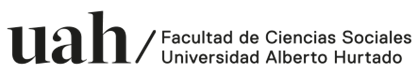 uah/
Facultad de Ciencias Sociales
Universidad Alberto Hurtado